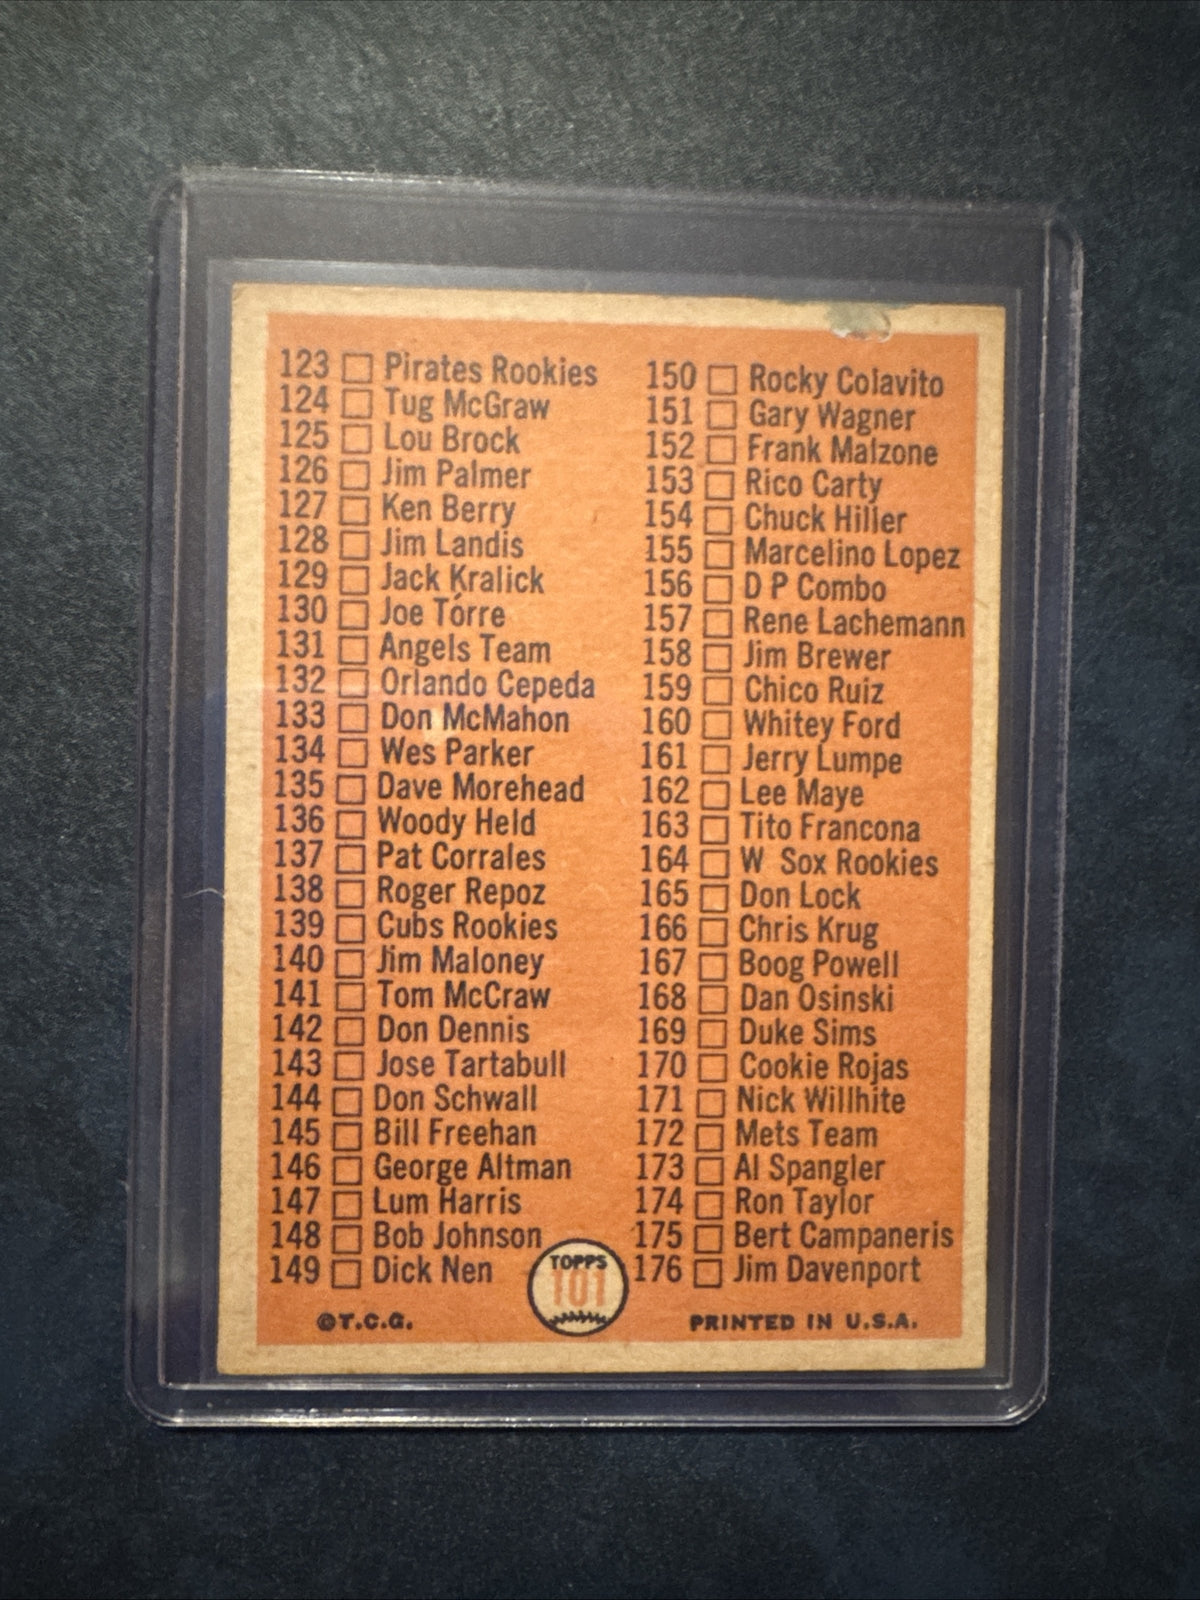 123 Pirates Rookies
124 Tug McGraw
125 Lou Brock
126 Jim Palmer
127 Ken Berry
128 Jim Landis
129 Jack Kralick
130 Joe Torre
131 Angels Team
132 Orlando Cepeda
133 Don McMahon
134 Wes Parker
135 Dave Morehead
136 Woody Held
137 Pat Corrales
138 Roger Repoz
139 Cubs Rookies
140 Jim Maloney
141 Tom McCraw
142 Don Dennis
143 Jose Tartabull
144 Don Schwall
145 Bill Freehan
146 George Altman
147 Lum Harris
148 Bob Johnson
149 Dick Nen
150 Rocky Colavito
151 Gary Wagner
152 Frank Malzone
153 Rico Carty
154 Chuck Hiller
155 Marcelino Lopez
156 D P Combo
157 Rene Lachemann
158 Jim Brewer
159 Chico Ruiz
160 Whitey Ford
161 Jerry Lumpe
162 Lee Maye
163 Tito Francona
164 W Sox Rookies
165 Don Lock
166 Chris Krug
167 Boog Powell
168 Dan Osinski
169 Duke Sims
170 Cookie Rojas
171 Nick Willhite
172 Mets Team
173 Al Spangler
174 Ron Taylor
175 Bert Campaneris
176 Jim Davenport
TOPPS
101
©T.C.G.
PRINTED IN U.S.A.